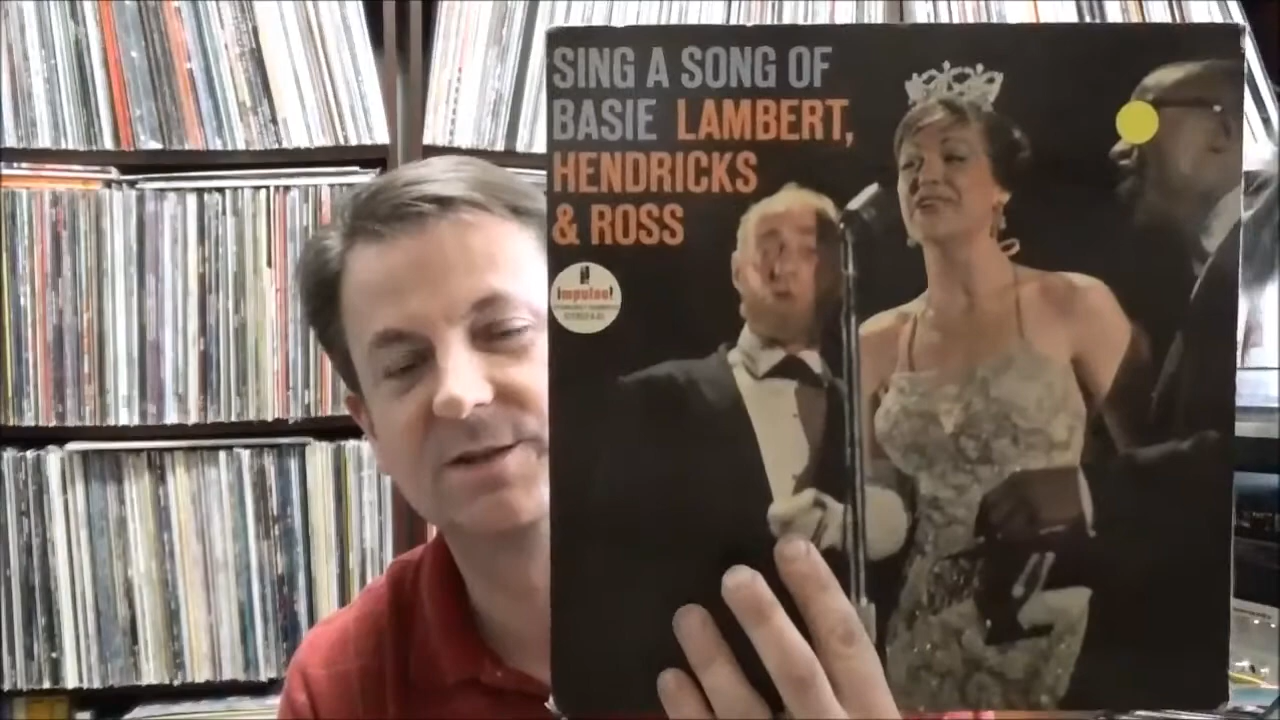 SING A SONG OF
BASIE LAMBERT,
HENDRICKS
& ROSS
impulse!